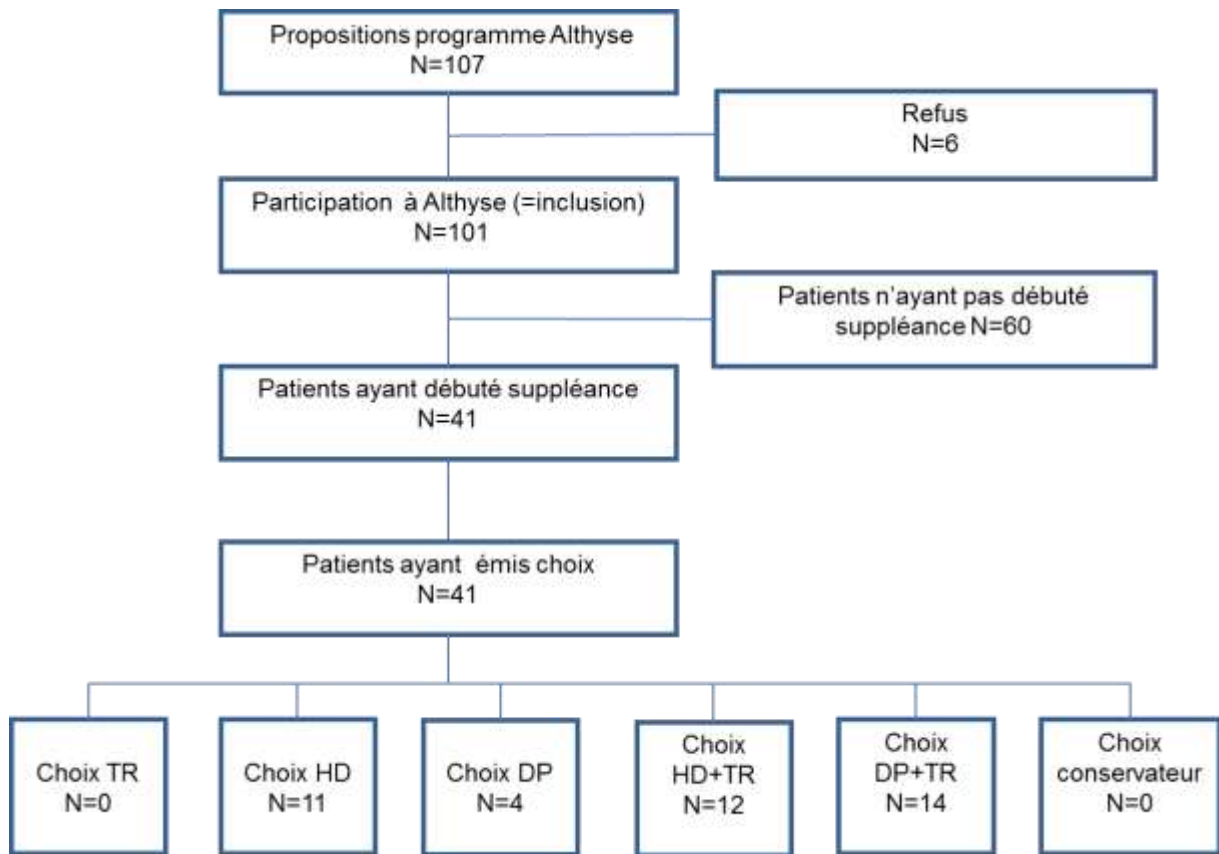 Propositions programme Althyse
N=107
Refus
N=6
Participation à Althyse (=inclusion)
N=101
Patients n'ayant pas débuté
suppléance N=60
Patients ayant débuté suppléance
N=41
Patients ayant émis choix
N=41
Choix TR
N=0
Choix HD
N=11
Choix DP
N=4
Choix
HD+TR
N=12
Choix
DP+TR
N=14
Choix
conservateur
N=0